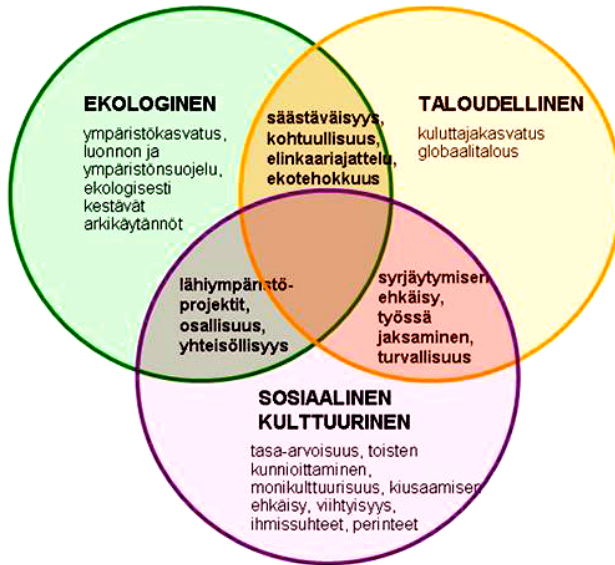 EKOLOGINEN
ympäristökasvatus,
luonnon ja
ympäristönsuojelu,
ekologisesti
kestävät
arkikäytännöt
säästäväisyys,
kohtuullisuus,
elinkaariajattelu,
ekotehokkuus
TALOUDELLINEN
kuluttajakasvatus
globaalitalous
lähiympäristö-
projektit,
osallisuus,
yhteisöllisyys
syrjäytymisen
ehkäisy,
työssä
jaksaminen,
turvallisuus
SOSIAALINEN
KULTTUURINEN
tasa-arvoisuus, toisten
kunnioittaminen,
monikulttuurisuus, kiusaamisen
ehkäisy, viihtyisyys,
ihmissuhteet, perinteet